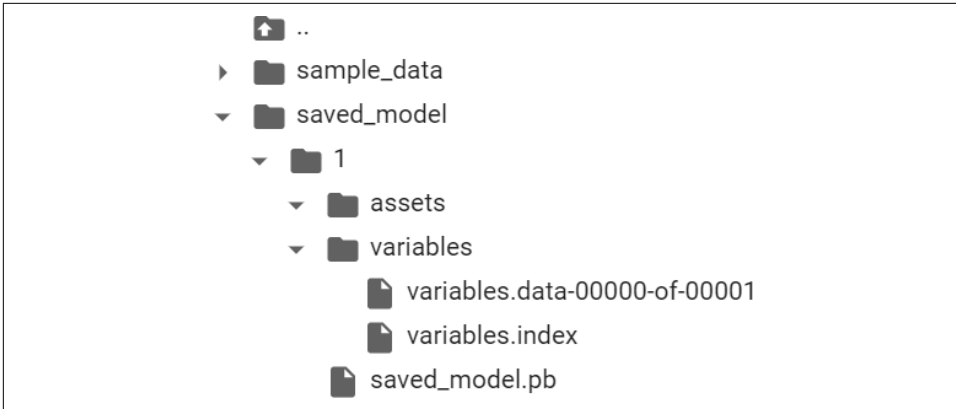 ..
sample_data
saved_model
1
assets
variables
variables.data-00000-of-00001
variables.index
saved_model.pb